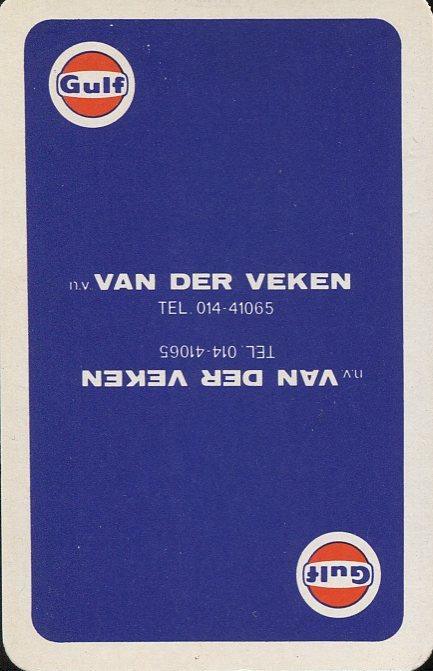 Gulf
n.v. VAN DER VEKEN
TEL. 014-41065
TEL. 014-41065
n.v. VAN DER VEKEN
Gulf